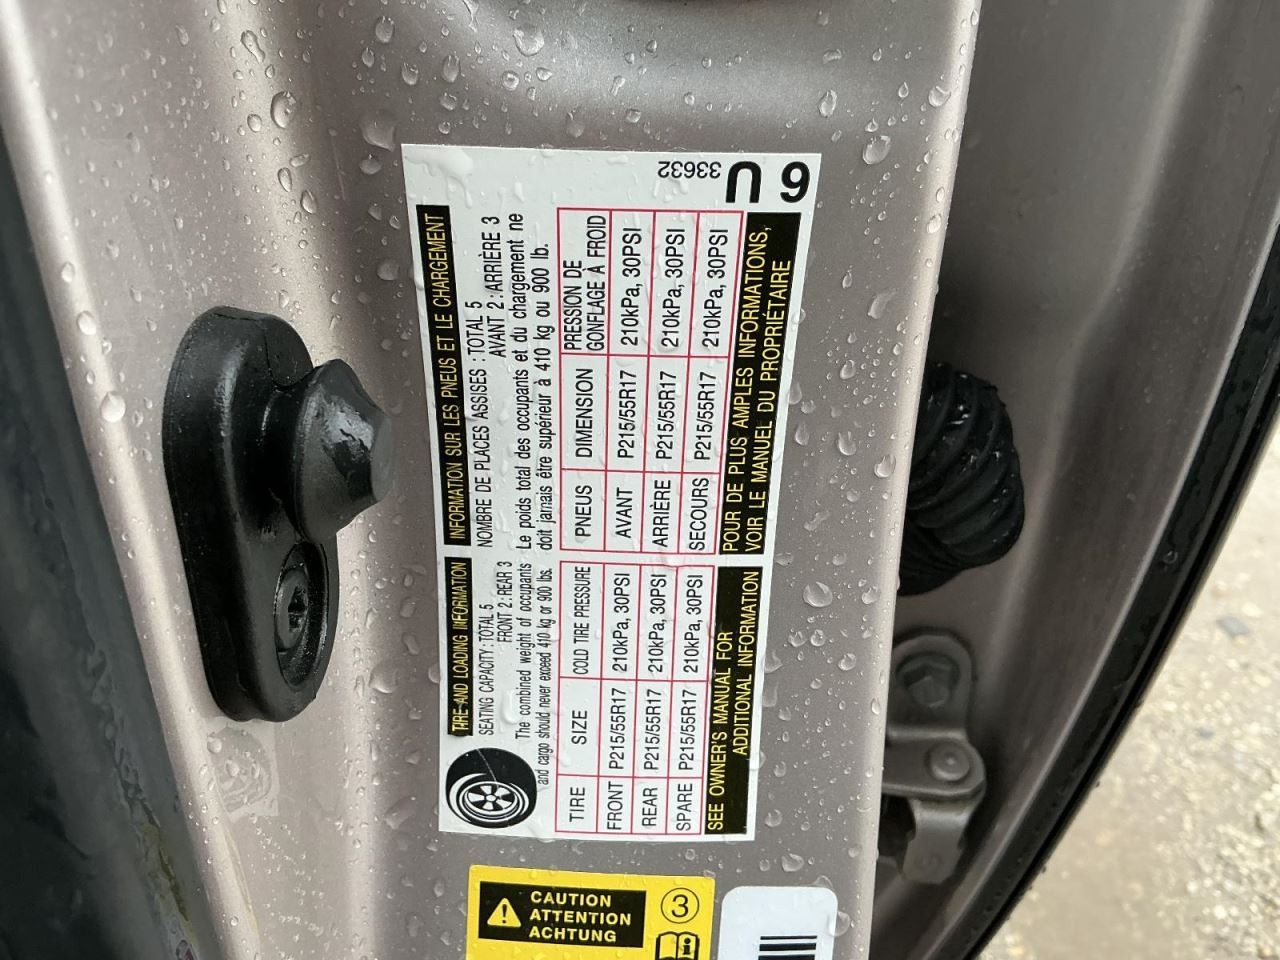 6 U
33632
TIRE AND LOADING INFORMATION
SEATING CAPACITY : TOTAL 5
FRONT 2 : REAR 3
The combined weight of occupants
and cargo should never exceed 410 kg or 900 lbs.
TIRE SIZE COLD TIRE PRESSURE
FRONT P215/55R17 210kPa, 30PSI
REAR P215/55R17 210kPa, 30PSI
SPARE P215/55R17 210kPa, 30PSI
SEE OWNER'S MANUAL FOR
ADDITIONAL INFORMATION
INFORMATION SUR LES PNEUS ET LE CHARGEMENT
NOMBRE DE PLACES ASSISES : TOTAL 5
AVANT 2 : ARRIÈRE 3
Le poids total des occupants et du chargement ne
doit jamais être supérieur à 410 kg ou 900 lb.
PNEUS DIMENSION PRESSION DE
GONFLAGE À FROID
AVANT P215/55R17 210kPa, 30PSI
ARRIÈRE P215/55R17 210kPa, 30PSI
SECOURS P215/55R17 210kPa, 30PSI
POUR DE PLUS AMPLES INFORMATIONS,
VOIR LE MANUEL DU PROPRIÉTAIRE
CAUTION
ATTENTION
ACHTUNG
3